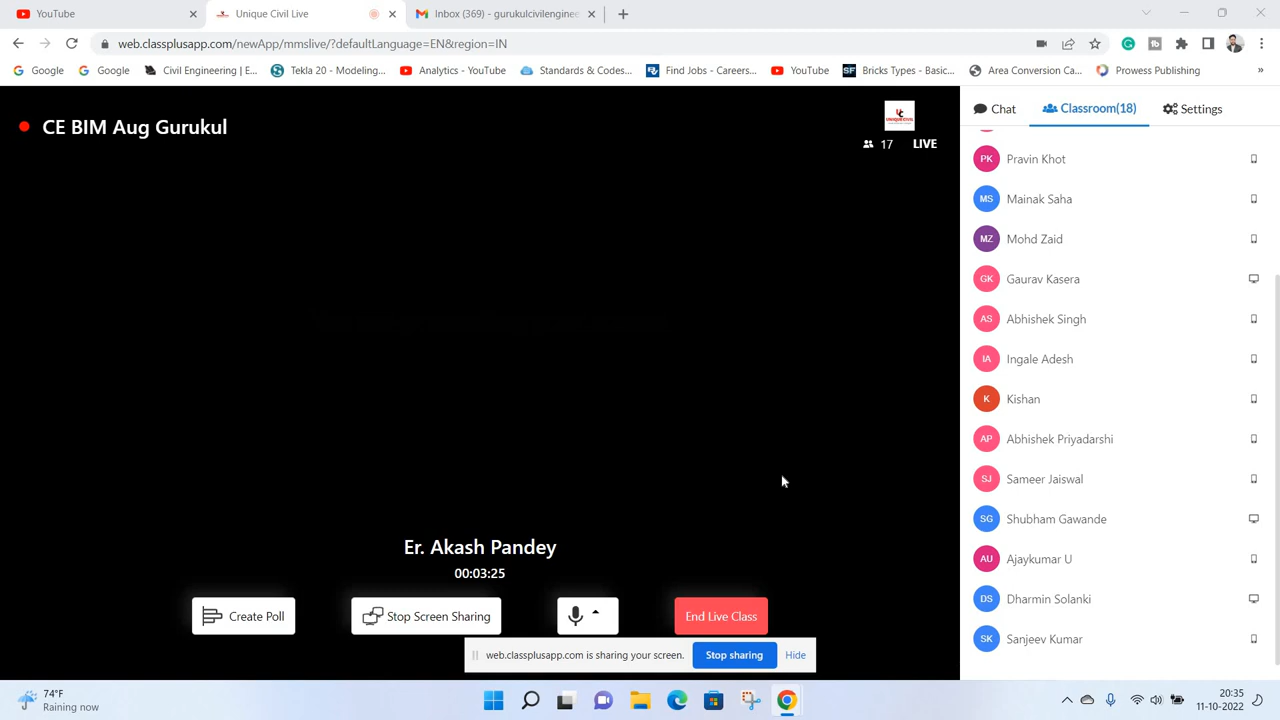 YouTube
Unique Civil Live
Inbox (369) - gurukulcivilenginee
web.classplusapp.com/newApp/mmslive/?defaultLanguage=EN&region=IN
Google
Google
Civil Engineering | E...
Tekla 20 - Modeling...
Analytics - YouTube
Standards & Codes...
Find Jobs - Careers...
YouTube
SF
Bricks Types - Basic...
Area Conversion Ca...
Prowess Publishing
»
CE BIM Aug Gurukul
UNIQUE CIVIL
17 LIVE
Chat
Classroom(18)
Settings
PK Pravin Khot
MS Mainak Saha
MZ Mohd Zaid
GK Gaurav Kasera
AS Abhishek Singh
IA Ingale Adesh
K Kishan
AP Abhishek Priyadarshi
SJ Sameer Jaiswal
SG Shubham Gawande
AU Ajaykumar U
DS Dharmin Solanki
SK Sanjeev Kumar
Er. Akash Pandey
00:03:25
Create Poll
Stop Screen Sharing
End Live Class
web.classplusapp.com is sharing your screen.
Stop sharing
Hide
74°F
Raining now
20:35
11-10-2022